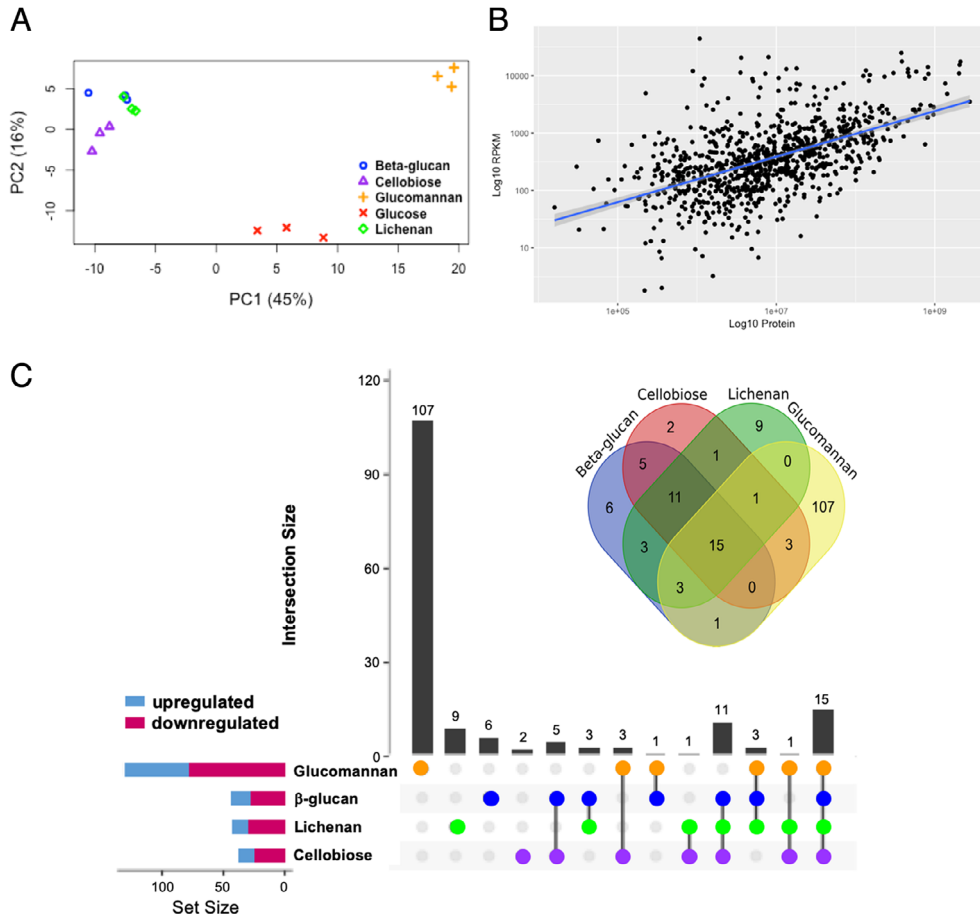 A
PC2 (16%)
5
0
-5
-10
Beta-glucan
Cellobiose
Glucomannan
Glucose
Lichenan
-10 -5 0 5 10 15 20
PC1 (45%)
B
Log10 RPKM
10000
1000
100
10
1e+05 1e+07 1e+09
Log10 Protein
C
Intersection Size
120
90
60
30
0
107 9 6 2 5 3 3 1 1 11 3 1 15
Cellobiose Lichenan
Beta-glucan Glucomannan
2 9
5 1 0
6 11 1 107
3 15 3
3 0
1
upregulated
downregulated
Glucomannan
β-glucan
Lichenan
Cellobiose
100 50 0
Set Size